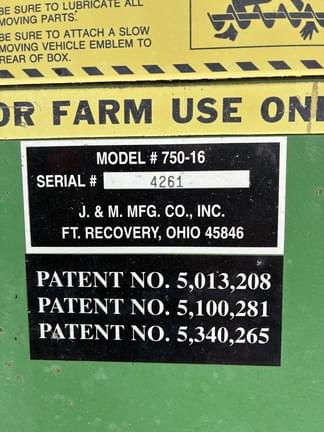 BE SURE TO LUBRICATE ALL
MOVING PARTS.
BE SURE TO ATTACH A SLOW
MOVING VEHICLE EMBLEM TO
REAR OF BOX.
OR FARM USE ONL
MODEL # 750-16
SERIAL # 4261
J. & M. MFG. CO., INC.
FT. RECOVERY, OHIO 45846
PATENT NO. 5,013,208
PATENT NO. 5,100,281
PATENT NO. 5,340,265